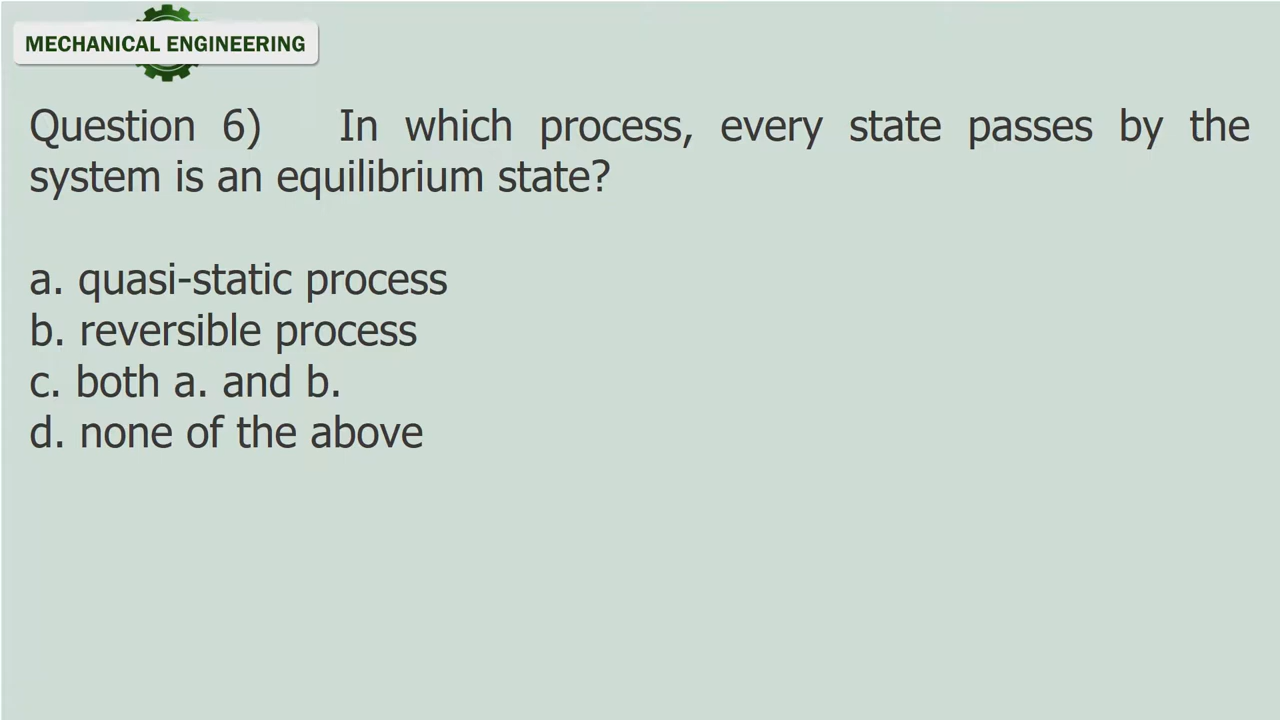 MECHANICAL ENGINEERING
Question 6) In which process, every state passes by the
system is an equilibrium state?
a. quasi-static process
b. reversible process
c. both a. and b.
d. none of the above